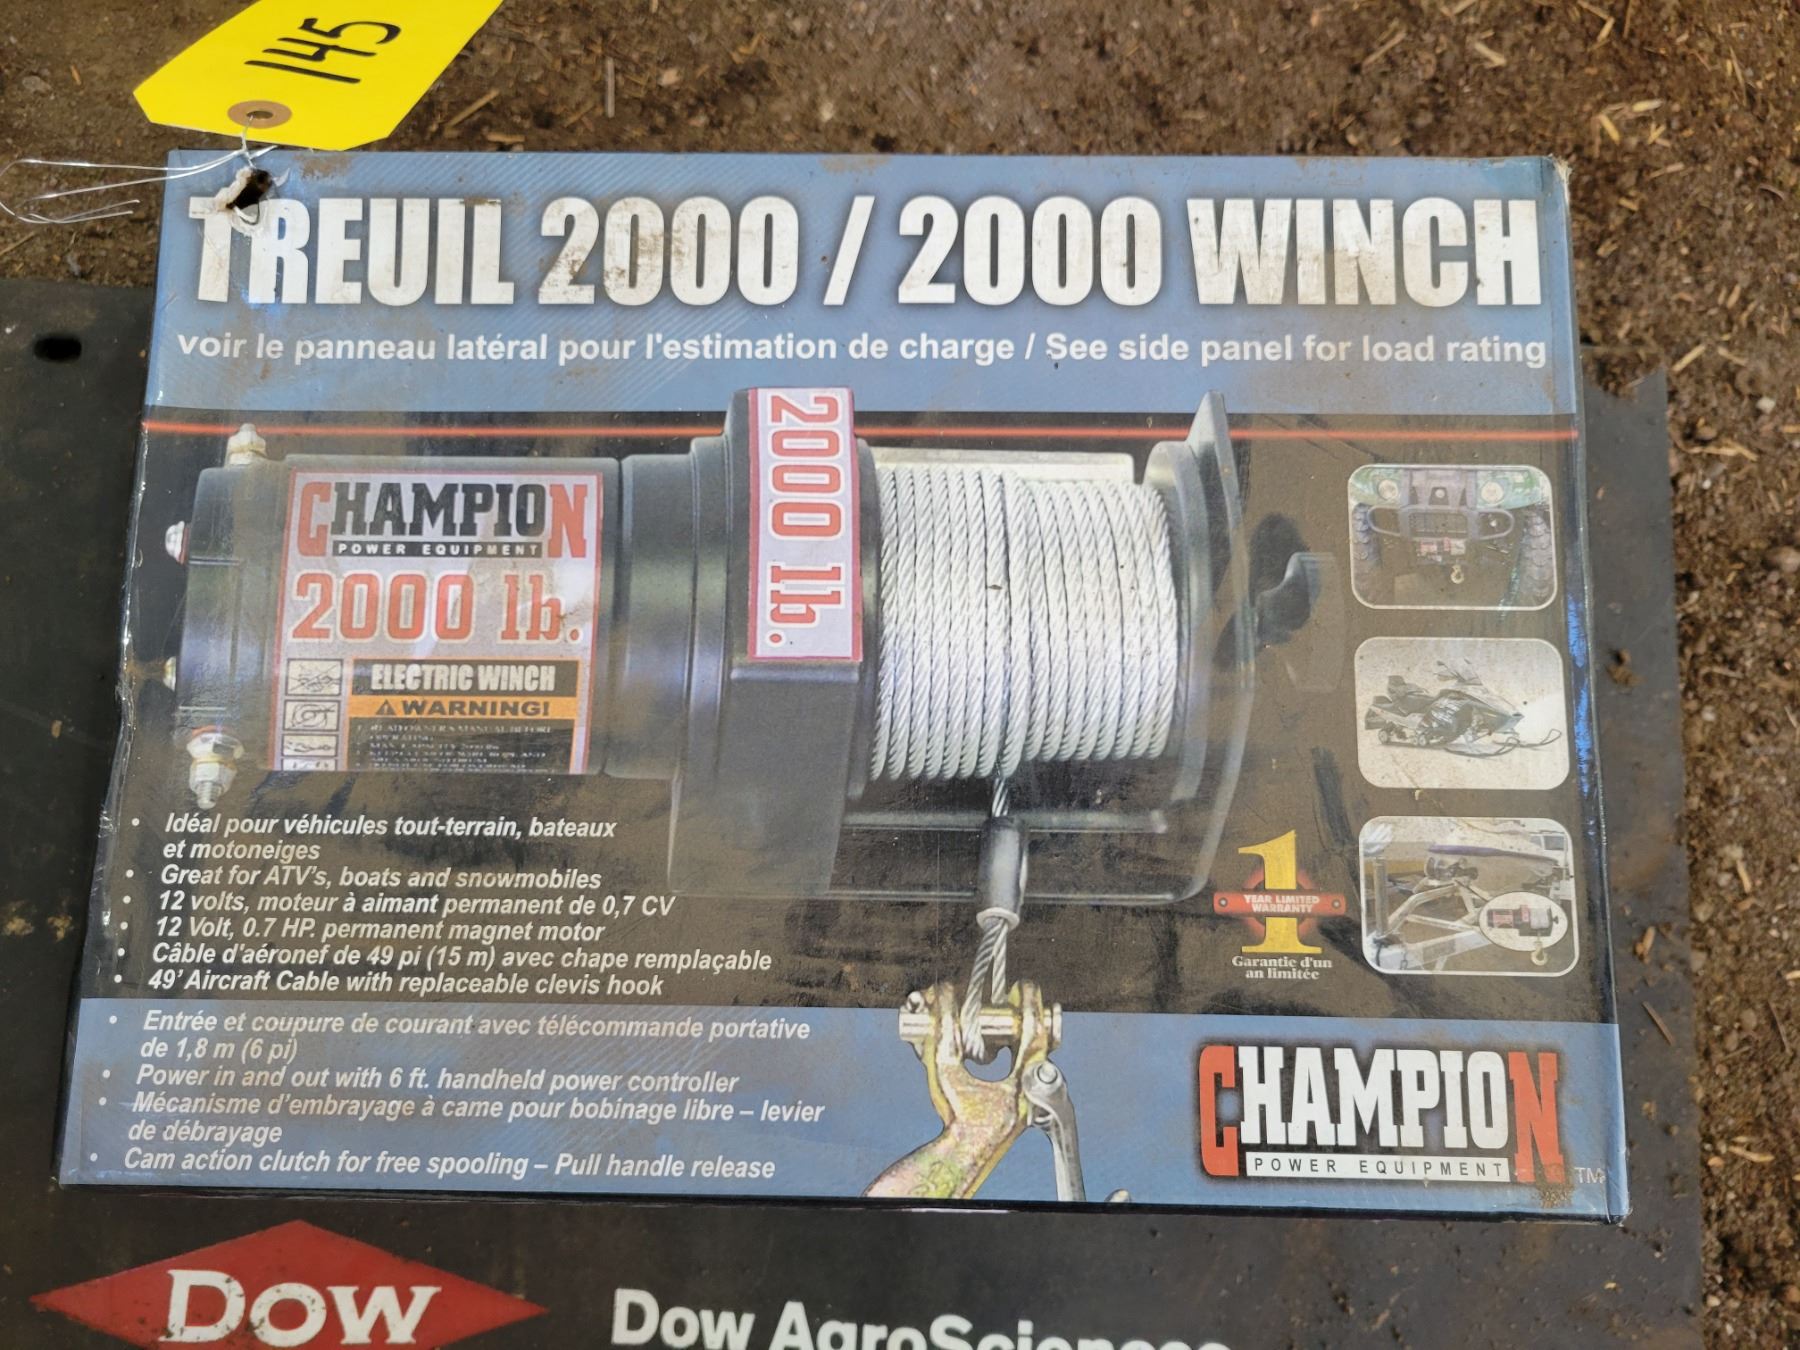 145
TREUIL 2000 / 2000 WINCH
voir le panneau latéral pour l'estimation de charge / See side panel for load rating
2000 lb.
CHAMPION
POWER EQUIPMENT
2000 lb.
ELECTRIC WINCH
WARNING!
• Idéal pour véhicules tout-terrain, bateaux
et motoneiges
• Great for ATV's, boats and snowmobiles
• 12 volts, moteur à aimant permanent de 0,7 CV
• 12 Volt, 0.7 HP. permanent magnet motor
• Câble d'aéronef de 49 pi (15 m) avec chape remplaçable
• 49' Aircraft Cable with replaceable clevis hook
1
YEAR LIMITED
WARRANTY
Garantie d'un
an limitée
• Entrée et coupure de courant avec télécommande portative
de 1,8 m (6 pi)
• Power in and out with 6 ft. handheld power controller
• Mécanisme d'embrayage à came pour bobinage libre – levier
de débrayage
• Cam action clutch for free spooling – Pull handle release
CHAMPION
POWER EQUIPMENT
TM
DOW
Dow AgroSciences